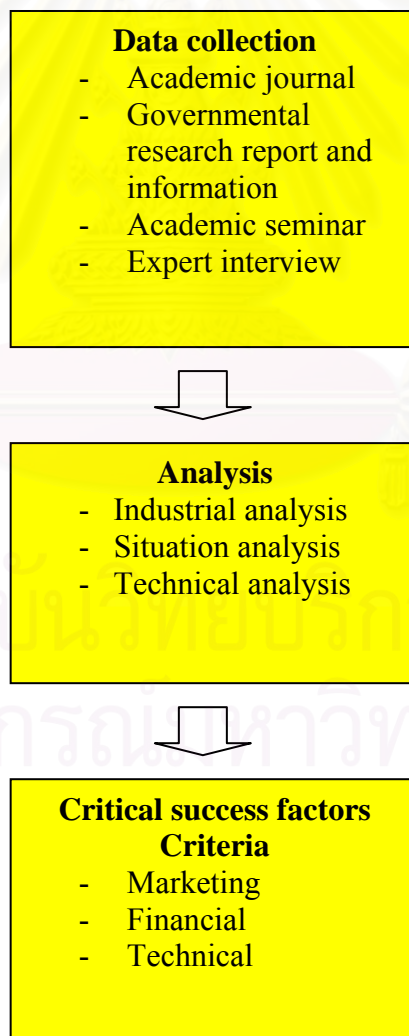 Data collection
- Academic journal
- Governmental
research report and
information
- Academic seminar
- Expert interview
Analysis
- Industrial analysis
- Situation analysis
- Technical analysis
Critical success factors
Criteria
- Marketing
- Financial
- Technical